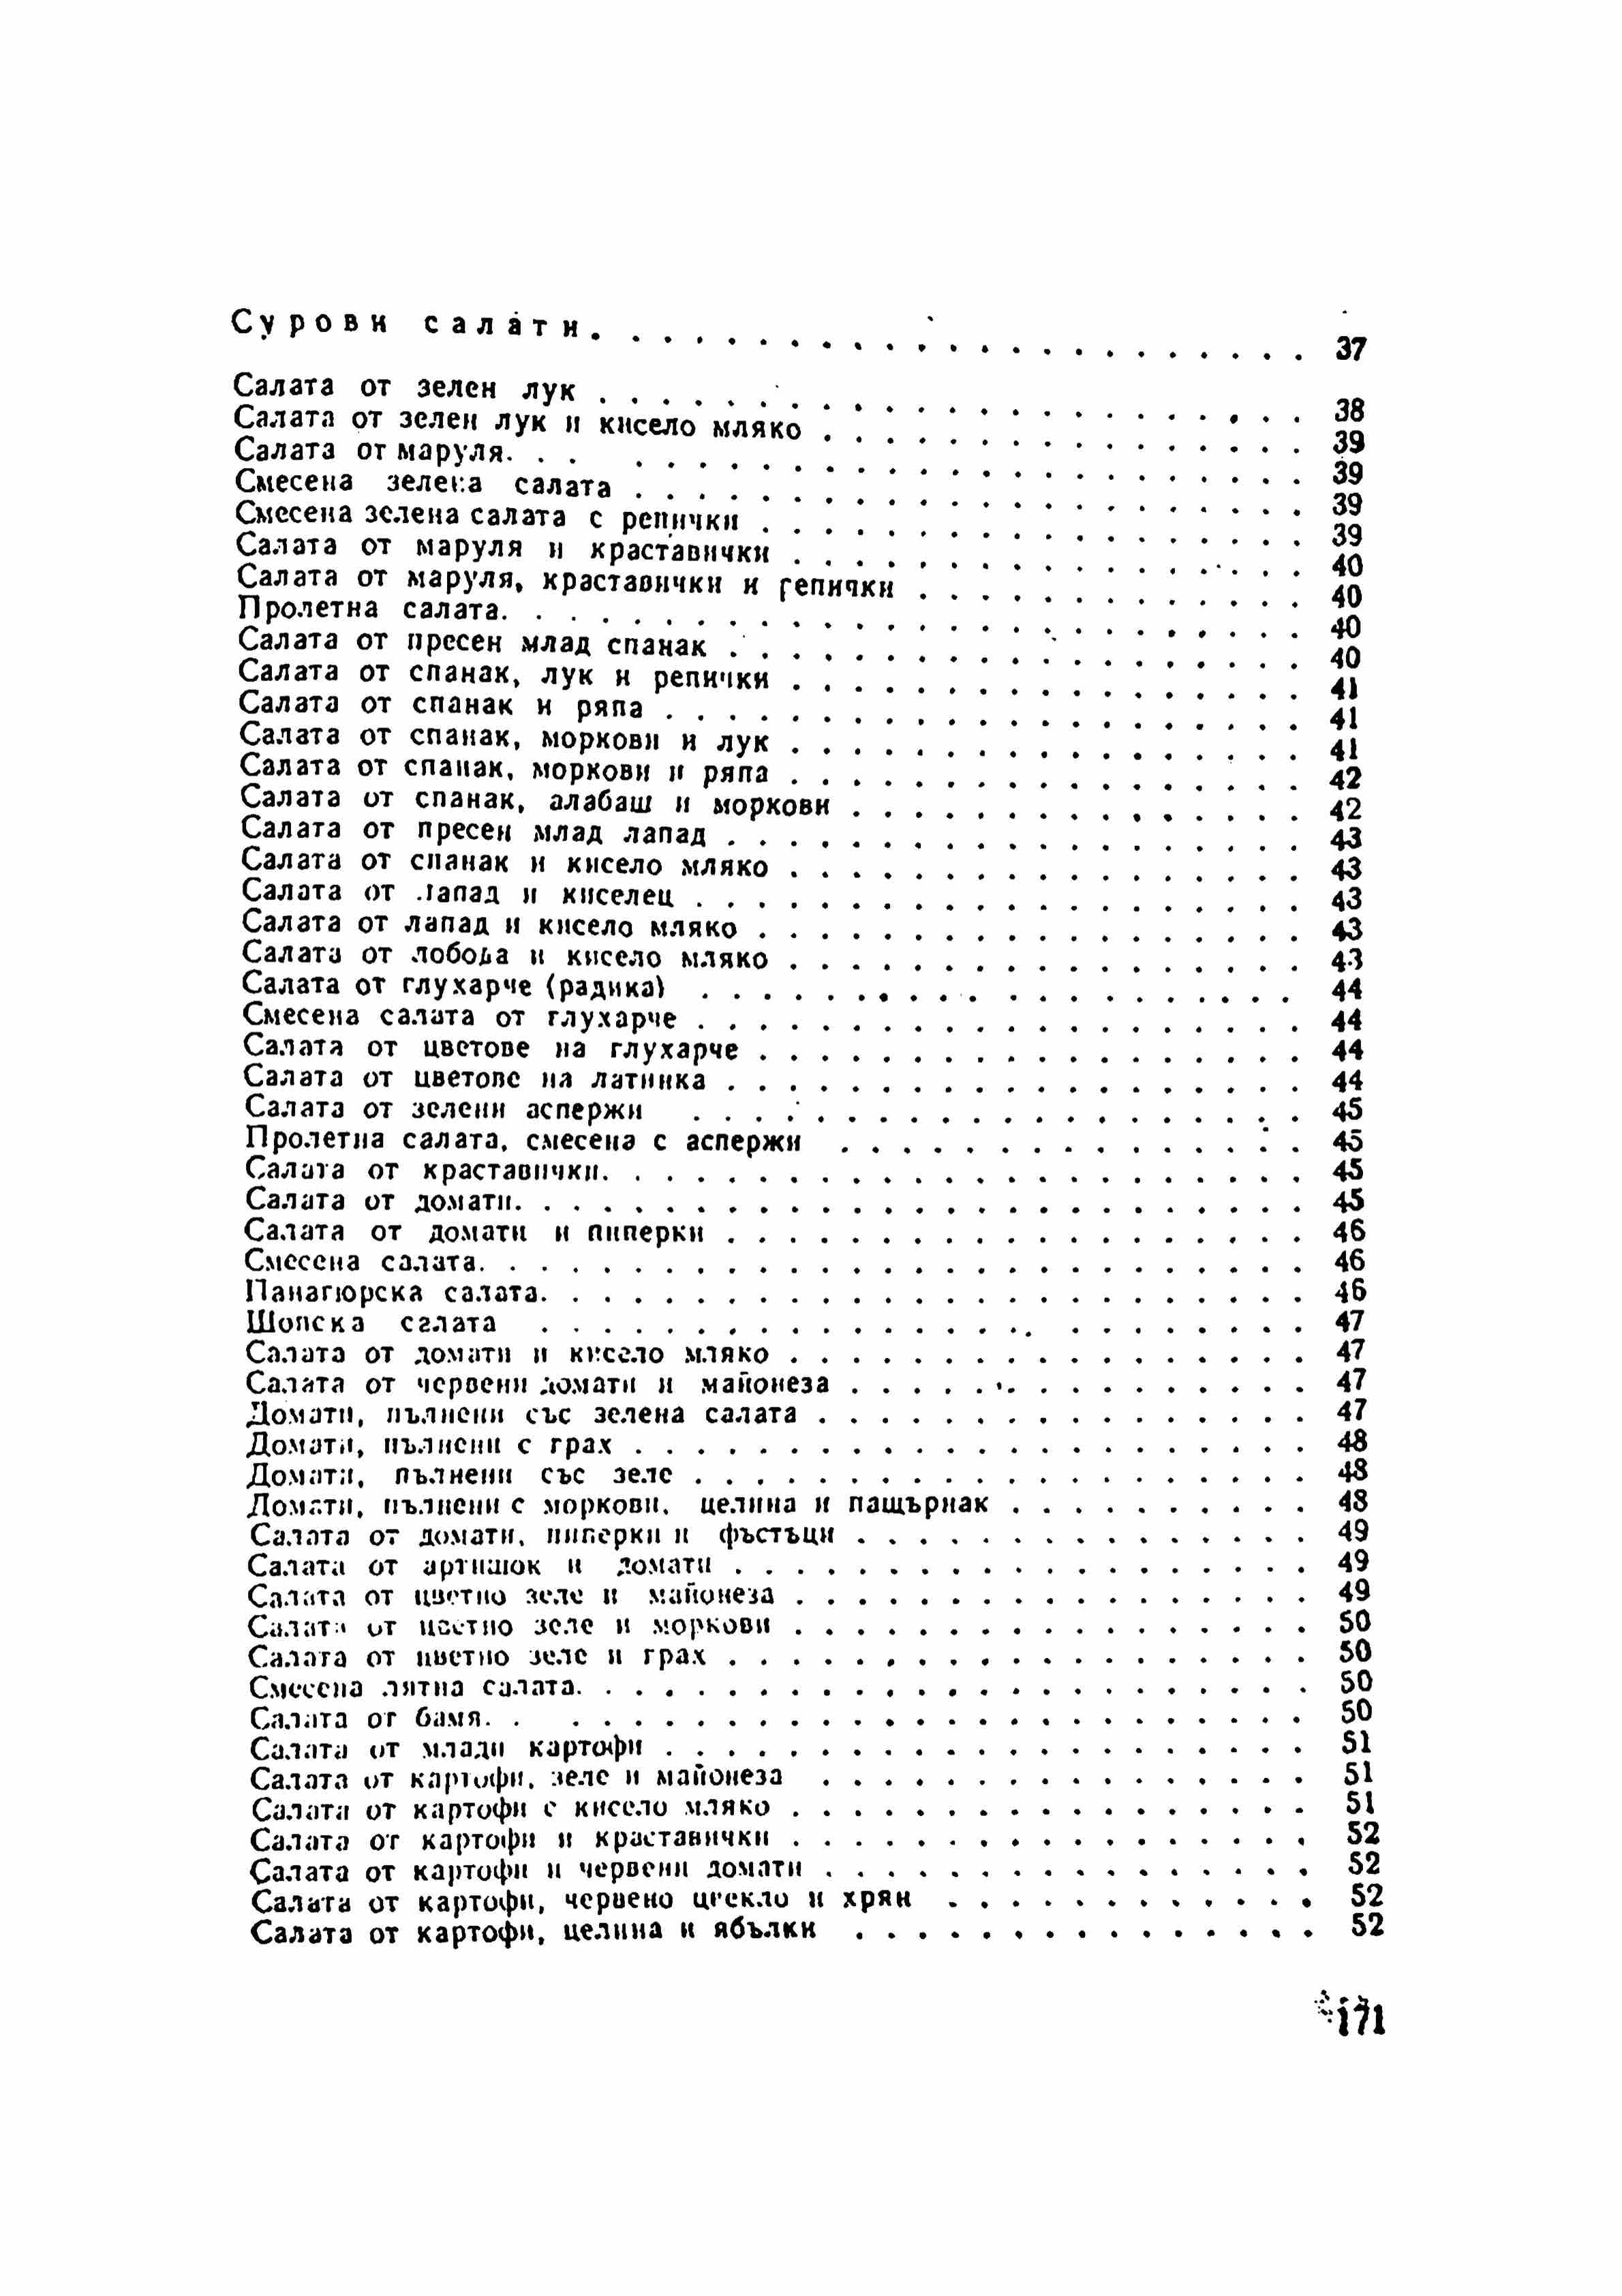 Сурови салати. . . . . . . . . . . . . . . . . . . . . . . 37
Салата от зелен лук . . . . . . . . . . . . . . . . . . . . . . . 38
Салата от зелен лук и кисело мляко . . . . . . . . . . . . . . . . 39
Салата от маруля. . . . . . . . . . . . . . . . . . . . . . . . . 39
Смесена зелена салата . . . . . . . . . . . . . . . . . . . . . . 39
Смесена зелена салата с репички . . . . . . . . . . . . . . . . . . 39
Салата от маруля и краставички . . . . . . . . . . . . . . . . . 40
Салата от маруля, краставички и репички . . . . . . . . . . . . . 40
Пролетна салата. . . . . . . . . . . . . . . . . . . . . . . . . . 40
Салата от пресен млад спанак . . . . . . . . . . . . . . . . . . . 40
Салата от спанак, лук и репички . . . . . . . . . . . . . . . . . 41
Салата от спанак и ряпа . . . . . . . . . . . . . . . . . . . . . 41
Салата от спанак, моркови и лук . . . . . . . . . . . . . . . . . 41
Салата от спанак, моркови и ряпа . . . . . . . . . . . . . . . . . 42
Салата от спанак, алабаш и моркови . . . . . . . . . . . . . . . 42
Салата от пресен млад лапад . . . . . . . . . . . . . . . . . . . 43
Салата от спанак и кисело мляко . . . . . . . . . . . . . . . . . 43
Салата от лапад и киселец . . . . . . . . . . . . . . . . . . . . 43
Салата от лапад и кисело мляко . . . . . . . . . . . . . . . . . . 43
Салата от лобода и кисело мляко . . . . . . . . . . . . . . . . . 43
Салата от глухарче (радика) . . . . . . . . . . . . . . . . . . . 44
Смесена салата от глухарче . . . . . . . . . . . . . . . . . . . . 44
Салата от цветове на глухарче . . . . . . . . . . . . . . . . . . 44
Салата от цветове на латинка . . . . . . . . . . . . . . . . . . . 44
Салата от зелени аспержи . . . . . . . . . . . . . . . . . . . . 45
Пролетна салата, смесена с аспержи . . . . . . . . . . . . . . . 45
Салата от краставички. . . . . . . . . . . . . . . . . . . . . . . 45
Салата от домати. . . . . . . . . . . . . . . . . . . . . . . . . . 45
Салата от домати и пиперки . . . . . . . . . . . . . . . . . . . 46
Смесена салата. . . . . . . . . . . . . . . . . . . . . . . . . . . 46
Панагюрска салата. . . . . . . . . . . . . . . . . . . . . . . . . 46
Шопска салата . . . . . . . . . . . . . . . . . . . . . . . . . 47
Салата от домати и кисело мляко . . . . . . . . . . . . . . . . . 47
Салата от червени домати и майонеза . . . . . . . . . . . . . . . 47
Домати, пълнени със зелена салата . . . . . . . . . . . . . . . . 47
Домати, пълнени с грах . . . . . . . . . . . . . . . . . . . . . . 48
Домати, пълнени със зеле . . . . . . . . . . . . . . . . . . . . 48
Домати, пълнени с моркови, целина и пащърнак . . . . . . . . . . 48
Салата от домати, пиперки и фъстъци . . . . . . . . . . . . . . . 49
Салата от артишок и домати . . . . . . . . . . . . . . . . . . . 49
Салата от цветно зеле и майонеза . . . . . . . . . . . . . . . . . 49
Салата от цветно зеле и моркови . . . . . . . . . . . . . . . . . 50
Салата от цветно зеле и грах . . . . . . . . . . . . . . . . . . . 50
Смесена лятна салата. . . . . . . . . . . . . . . . . . . . . . . . 50
Салата от бамя. . . . . . . . . . . . . . . . . . . . . . . . . . 50
Салата от млади картофи . . . . . . . . . . . . . . . . . . . . . 51
Салата от картофи, зеле и майонеза . . . . . . . . . . . . . . . . 51
Салата от картофи с кисело мляко . . . . . . . . . . . . . . . . . 51
Салата от картофи и краставички . . . . . . . . . . . . . . . . . 52
Салата от картофи и червени домати . . . . . . . . . . . . . . . . 52
Салата от картофи, червено цвекло и хрян . . . . . . . . . . . . 52
Салата от картофи, целина и ябълки . . . . . . . . . . . . . . . 52
171